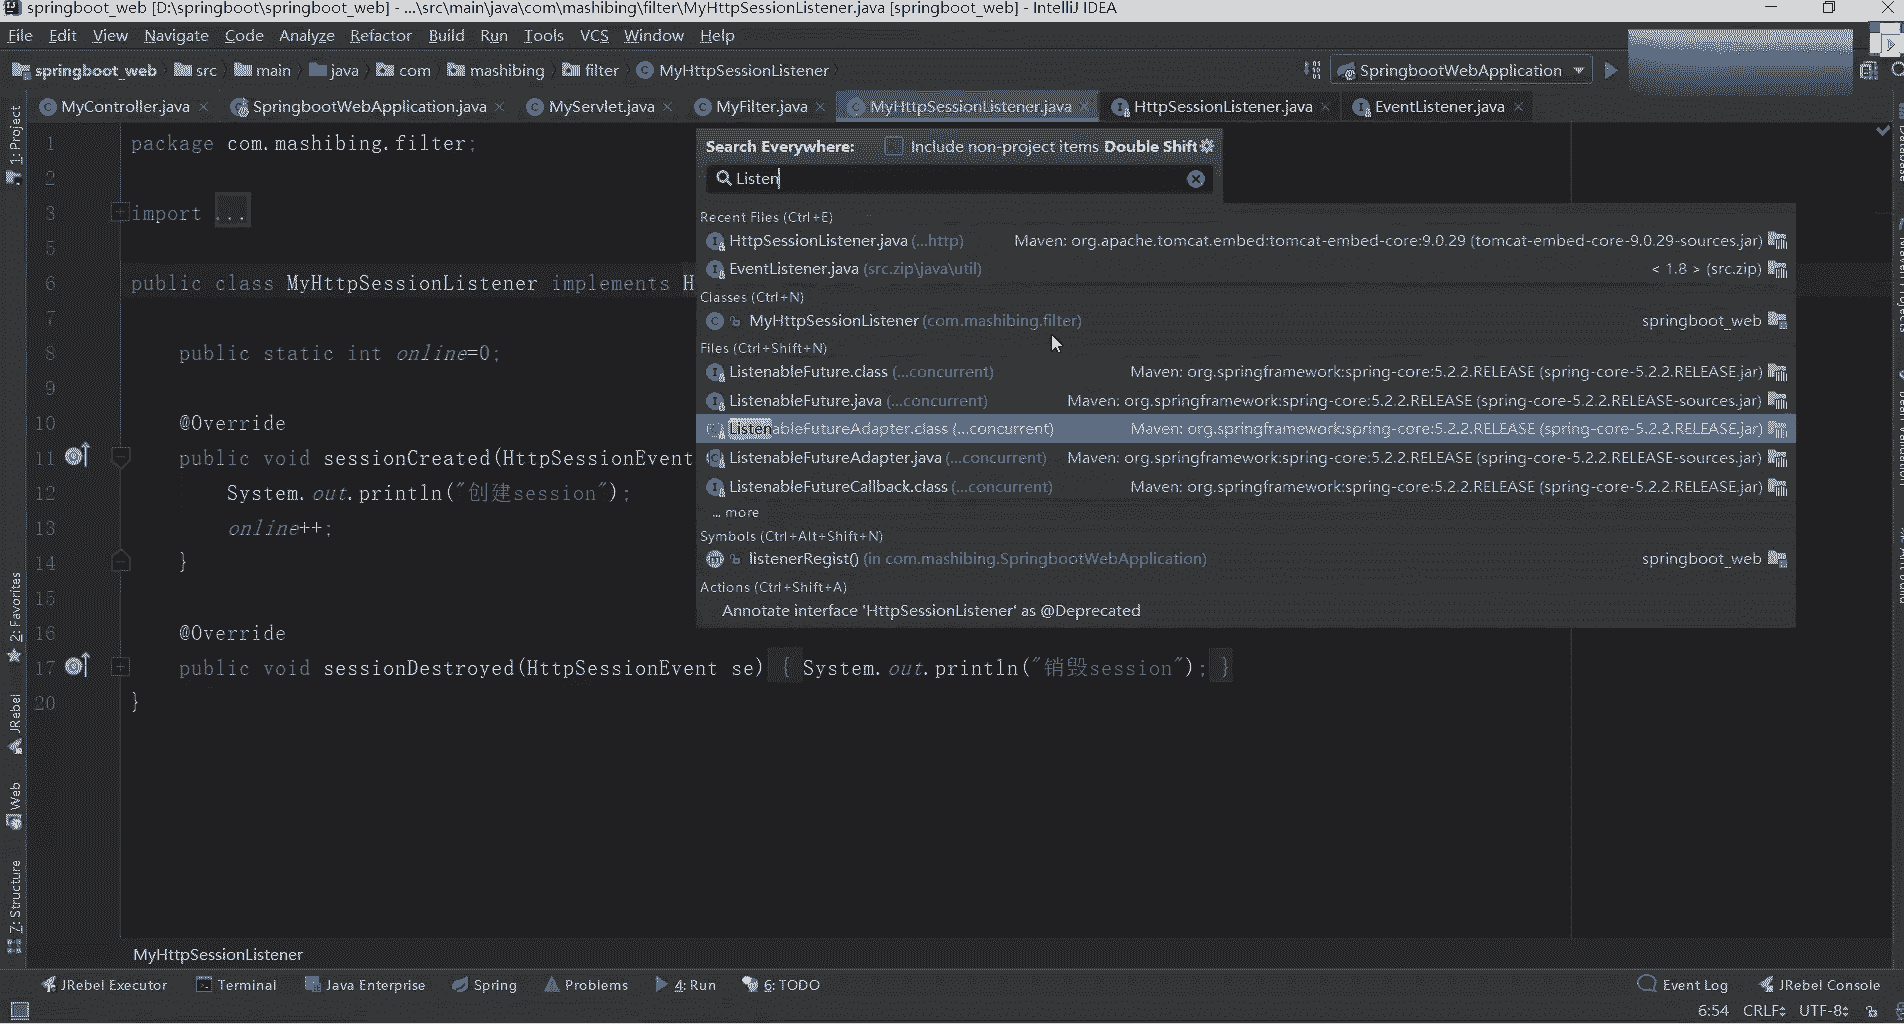 springboot_web [D:\springboot\springboot_web] - ...\src\main\java\com\mashibing\filter\MyHttpSessionListener.java [springboot_web] - IntelliJ IDEA
File Edit View Navigate Code Analyze Refactor Build Run Tools VCS Window Help
springboot_web src main java com mashibing filter MyHttpSessionListener SpringbootWebApplication
MyController.java SpringbootWebApplication.java MyServlet.java MyFilter.java MyHttpSessionListener.java HttpSessionListener.java EventListener.java
1: Project
2: Favorites
JRebel
Web
Z: Structure
1 package com.mashibing.filter;
2
3 import ...
5
6 public class MyHttpSessionListener implements H
7
8 public static int online=0;
9
10 @Override
11 public void sessionCreated(HttpSessionEvent
12 System.out.println("创建session");
13 online++;
14 }
15
16 @Override
17 public void sessionDestroyed(HttpSessionEvent se) { System.out.println("销毁session"); }
20 }
Search Everywhere: Include non-project items Double Shift
Listen
Recent Files (Ctrl+E)
HttpSessionListener.java (...http) Maven: org.apache.tomcat.embed:tomcat-embed-core:9.0.29 (tomcat-embed-core-9.0.29-sources.jar)
EventListener.java (src.zip\java\util) < 1.8 > (src.zip)
Classes (Ctrl+N)
MyHttpSessionListener (com.mashibing.filter) springboot_web
Files (Ctrl+Shift+N)
ListenableFuture.class (...concurrent) Maven: org.springframework:spring-core:5.2.2.RELEASE (spring-core-5.2.2.RELEASE.jar)
ListenableFuture.java (...concurrent) Maven: org.springframework:spring-core:5.2.2.RELEASE (spring-core-5.2.2.RELEASE-sources.jar)
ListenableFutureAdapter.class (...concurrent) Maven: org.springframework:spring-core:5.2.2.RELEASE (spring-core-5.2.2.RELEASE.jar)
ListenableFutureAdapter.java (...concurrent) Maven: org.springframework:spring-core:5.2.2.RELEASE (spring-core-5.2.2.RELEASE-sources.jar)
ListenableFutureCallback.class (...concurrent) Maven: org.springframework:spring-core:5.2.2.RELEASE (spring-core-5.2.2.RELEASE.jar)
... more
Symbols (Ctrl+Alt+Shift+N)
listenerRegist() (in com.mashibing.SpringbootWebApplication) springboot_web
Actions (Ctrl+Shift+A)
Annotate interface 'HttpSessionListener' as @Deprecated
MyHttpSessionListener
JRebel Executor Terminal Java Enterprise Spring Problems 4: Run 6: TODO Event Log JRebel Console
6:54 CRLF UTF-8